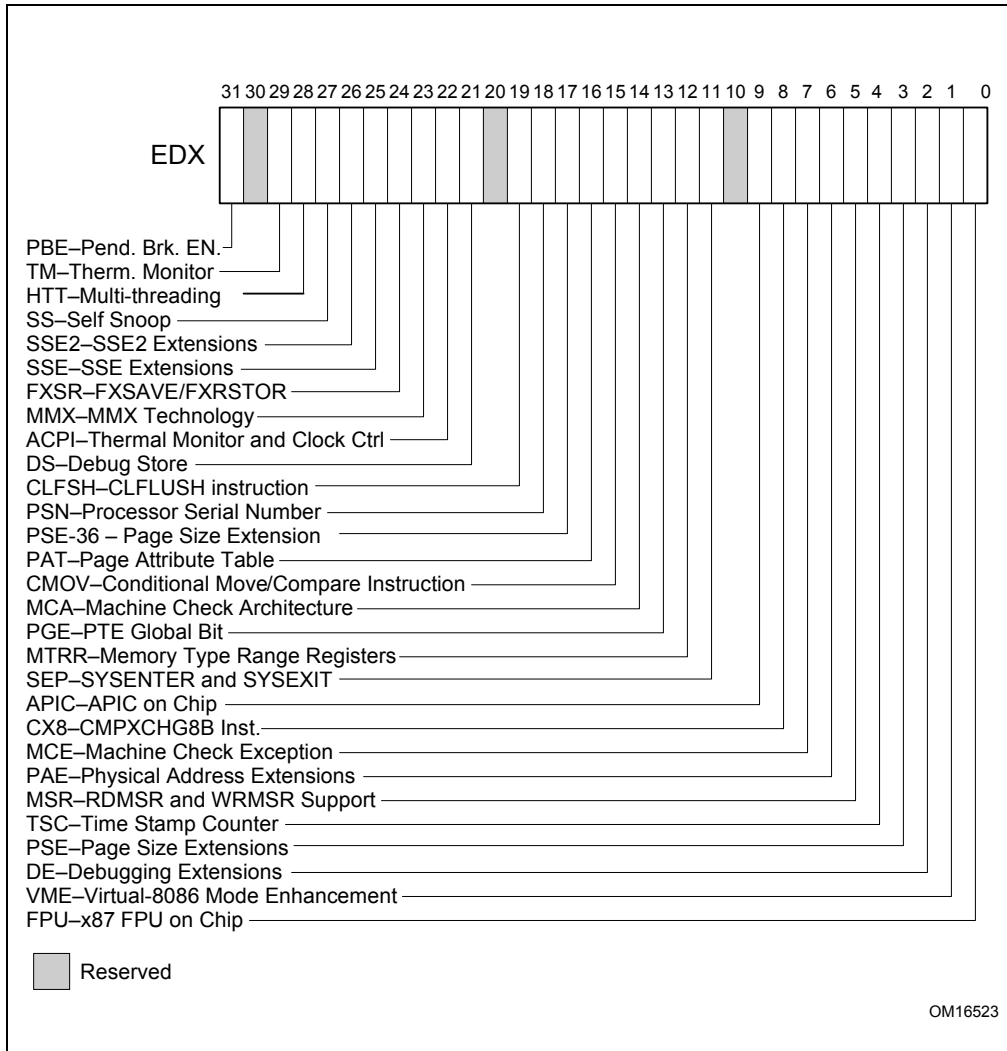 31 30 29 28 27 26 25 24 23 22 21 20 19 18 17 16 15 14 13 12 11 10 9 8 7 6 5 4 3 2 1 0
EDX
PBE–Pend. Brk. EN.
TM–Therm. Monitor
HTT–Multi-threading
SS–Self Snoop
SSE2–SSE2 Extensions
SSE–SSE Extensions
FXSR–FXSAVE/FXRSTOR
MMX–MMX Technology
ACPI–Thermal Monitor and Clock Ctrl
DS–Debug Store
CLFSH–CLFLUSH instruction
PSN–Processor Serial Number
PSE-36 – Page Size Extension
PAT–Page Attribute Table
CMOV–Conditional Move/Compare Instruction
MCA–Machine Check Architecture
PGE–PTE Global Bit
MTRR–Memory Type Range Registers
SEP–SYSENTER and SYSEXIT
APIC–APIC on Chip
CX8–CMPXCHG8B Inst.
MCE–Machine Check Exception
PAE–Physical Address Extensions
MSR–RDMSR and WRMSR Support
TSC–Time Stamp Counter
PSE–Page Size Extensions
DE–Debugging Extensions
VME–Virtual-8086 Mode Enhancement
FPU–x87 FPU on Chip
Reserved
OM16523